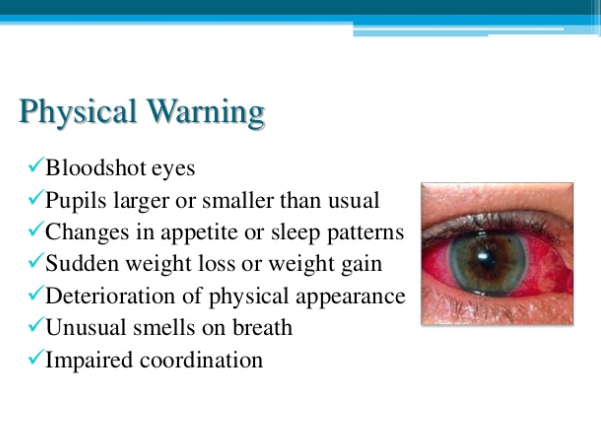 Physical Warning
✓Bloodshot eyes
✓Pupils larger or smaller than usual
✓Changes in appetite or sleep patterns
✓Sudden weight loss or weight gain
✓Deterioration of physical appearance
✓Unusual smells on breath
✓Impaired coordination